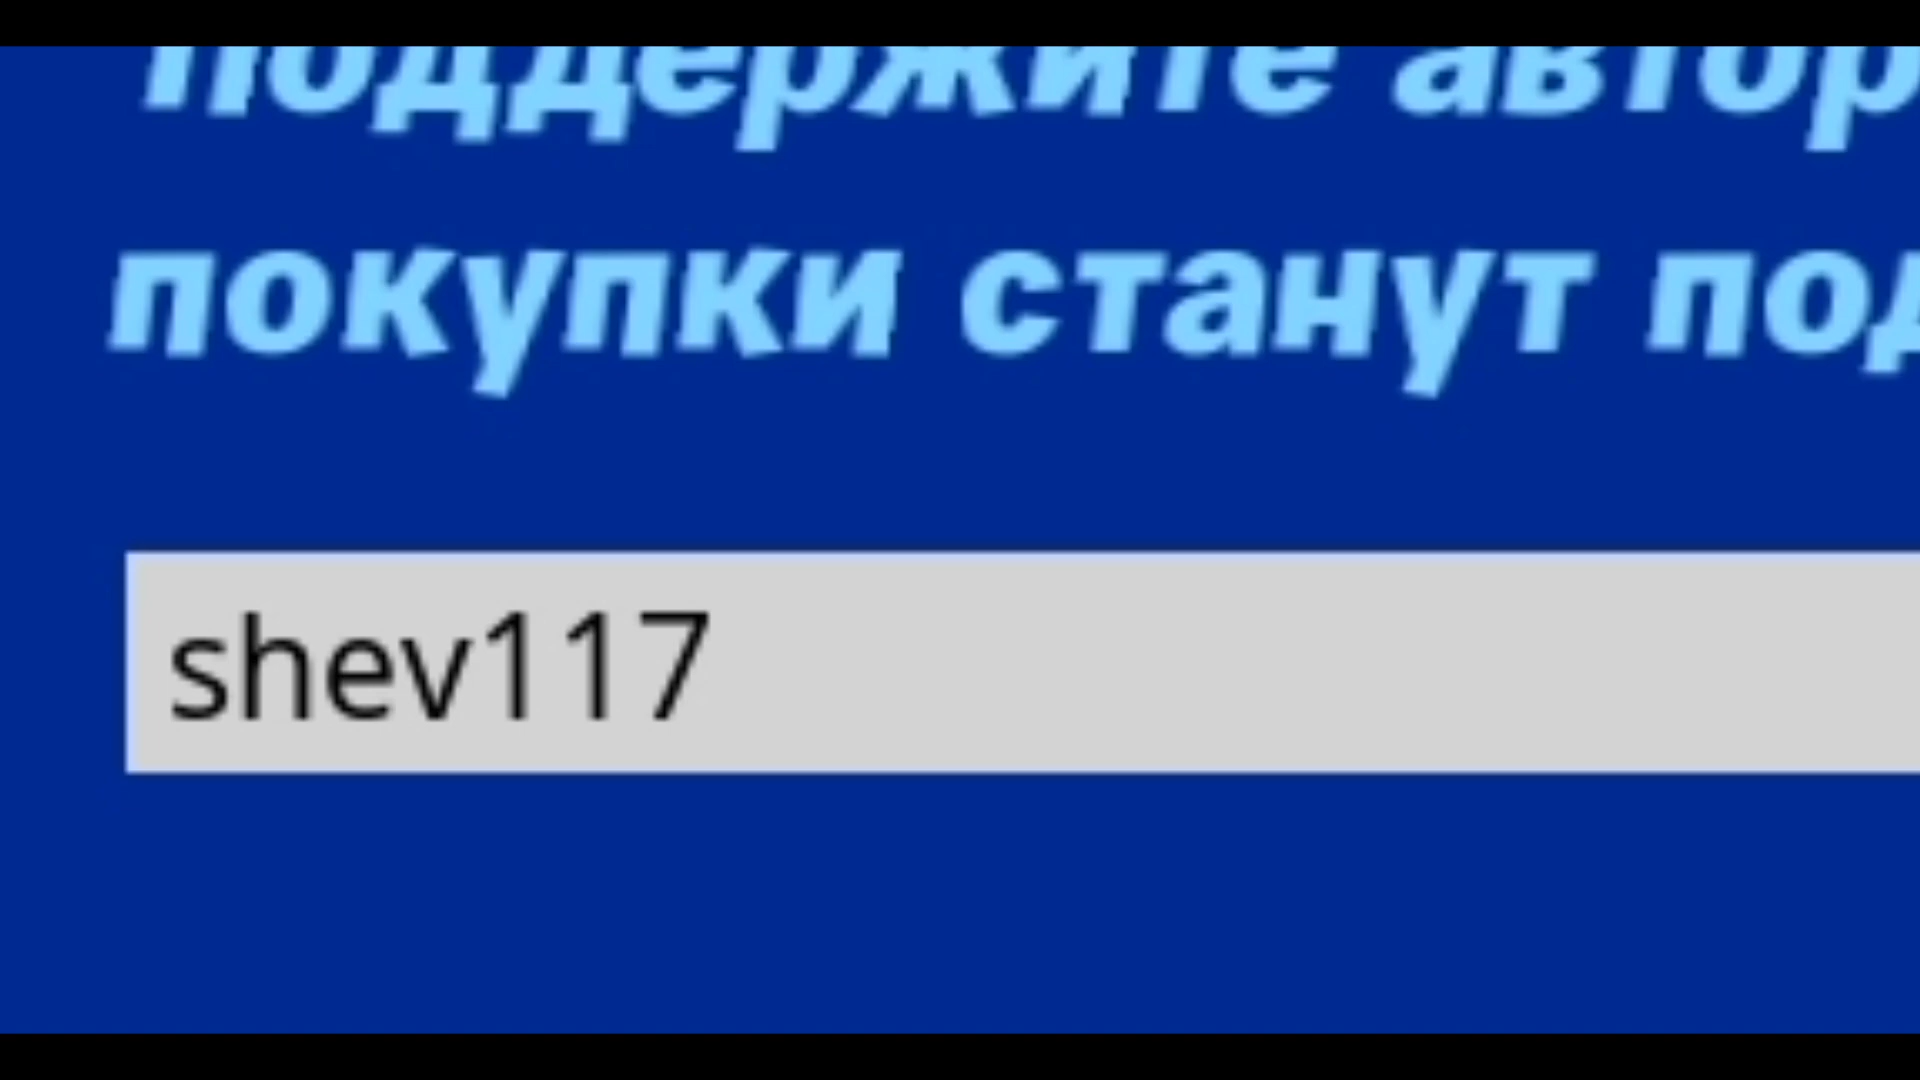 поддержите автор
покупки станут под
shev117